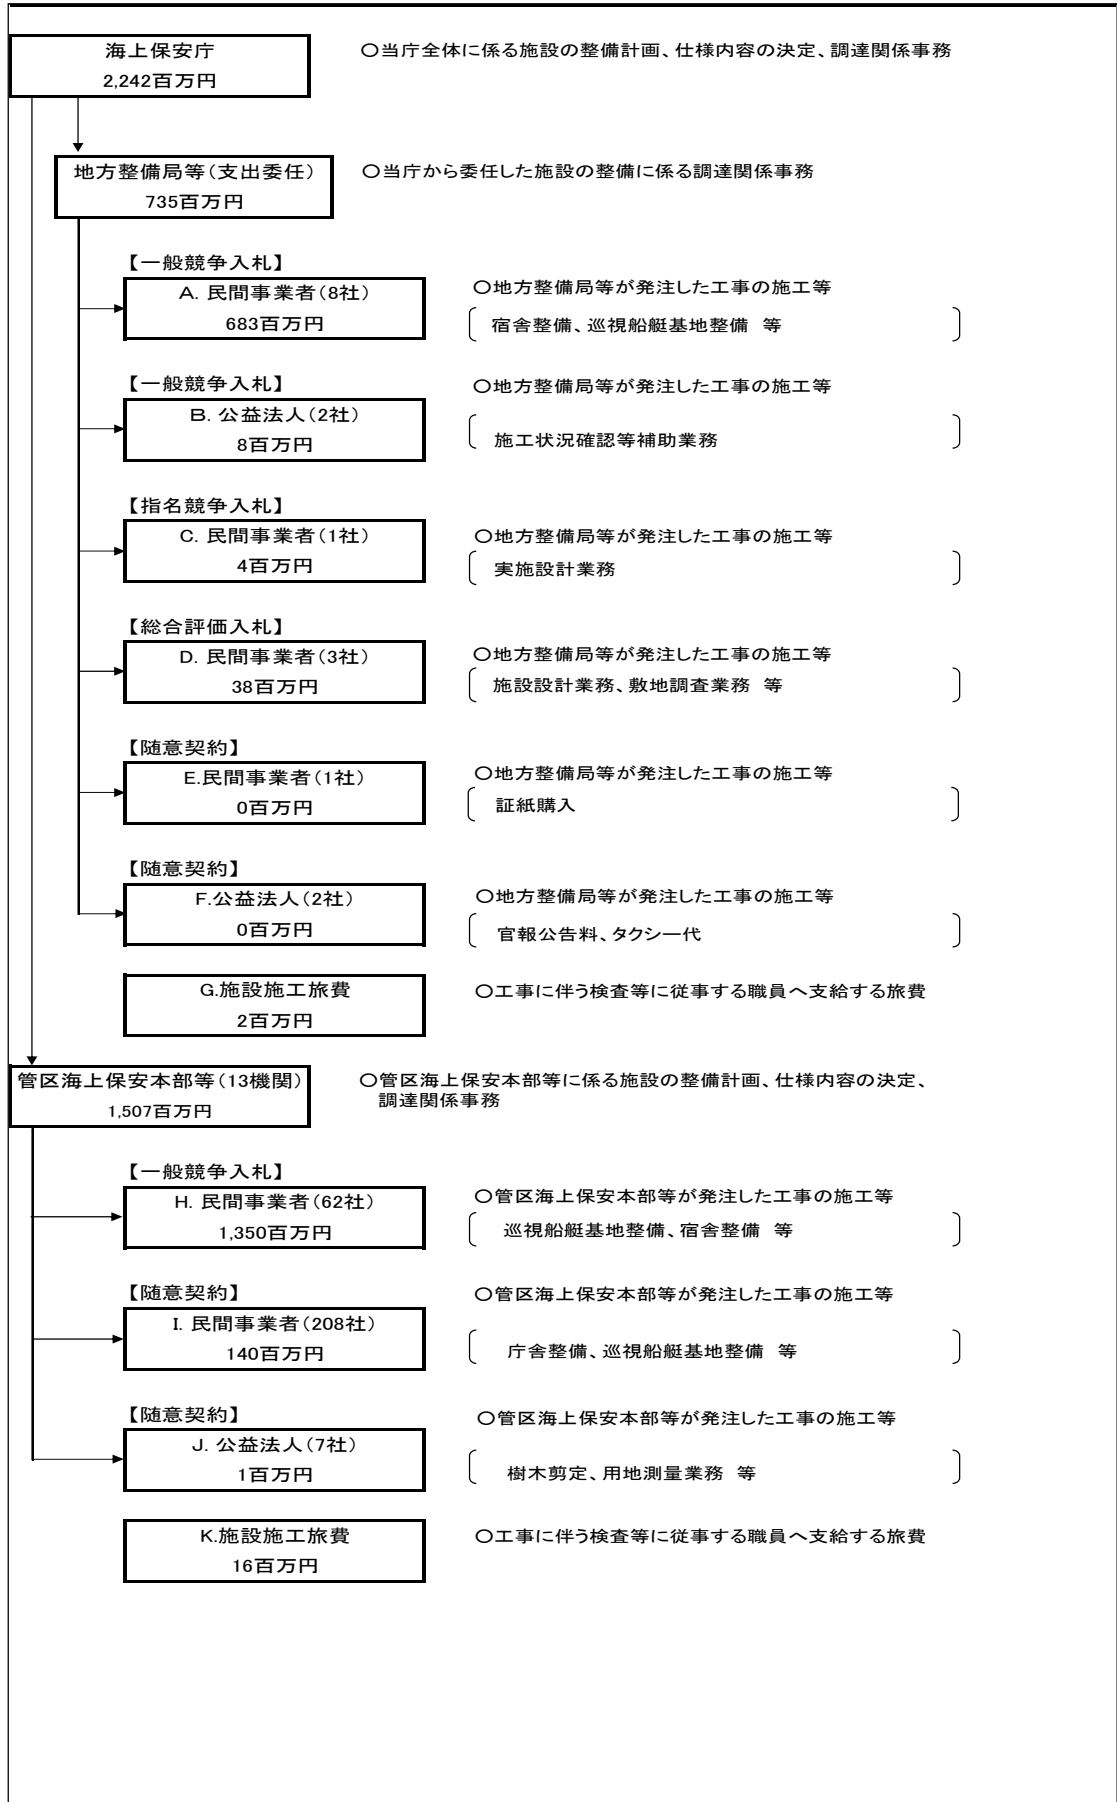 海上保安庁
2,242百万円
○当庁全体に係る施設の整備計画、仕様内容の決定、調達関係事務
地方整備局等(支出委任)
735百万円
○当庁から委任した施設の整備に係る調達関係事務
【一般競争入札】
A. 民間事業者(8社)
683百万円
○地方整備局等が発注した工事の施工等
宿舎整備、巡視船艇基地整備 等
【一般競争入札】
B. 公益法人(2社)
8百万円
○地方整備局等が発注した工事の施工等
施工状況確認等補助業務
【指名競争入札】
C. 民間事業者(1社)
4百万円
○地方整備局等が発注した工事の施工等
実施設計業務
【総合評価入札】
D. 民間事業者(3社)
38百万円
○地方整備局等が発注した工事の施工等
施設設計業務、敷地調査業務 等
【随意契約】
E.民間事業者(1社)
0百万円
○地方整備局等が発注した工事の施工等
証紙購入
【随意契約】
F.公益法人(2社)
0百万円
○地方整備局等が発注した工事の施工等
官報公告料、タクシー代
G.施設施工旅費
2百万円
○工事に伴う検査等に従事する職員へ支給する旅費
管区海上保安本部等(13機関)
1,507百万円
○管区海上保安本部等に係る施設の整備計画、仕様内容の決定、
調達関係事務
【一般競争入札】
H. 民間事業者(62社)
1,350百万円
○管区海上保安本部等が発注した工事の施工等
巡視船艇基地整備、宿舎整備 等
【随意契約】
I. 民間事業者(208社)
140百万円
○管区海上保安本部等が発注した工事の施工等
庁舎整備、巡視船艇基地整備 等
【随意契約】
J. 公益法人(7社)
1百万円
○管区海上保安本部等が発注した工事の施工等
樹木剪定、用地測量業務 等
K.施設施工旅費
16百万円
○工事に伴う検査等に従事する職員へ支給する旅費